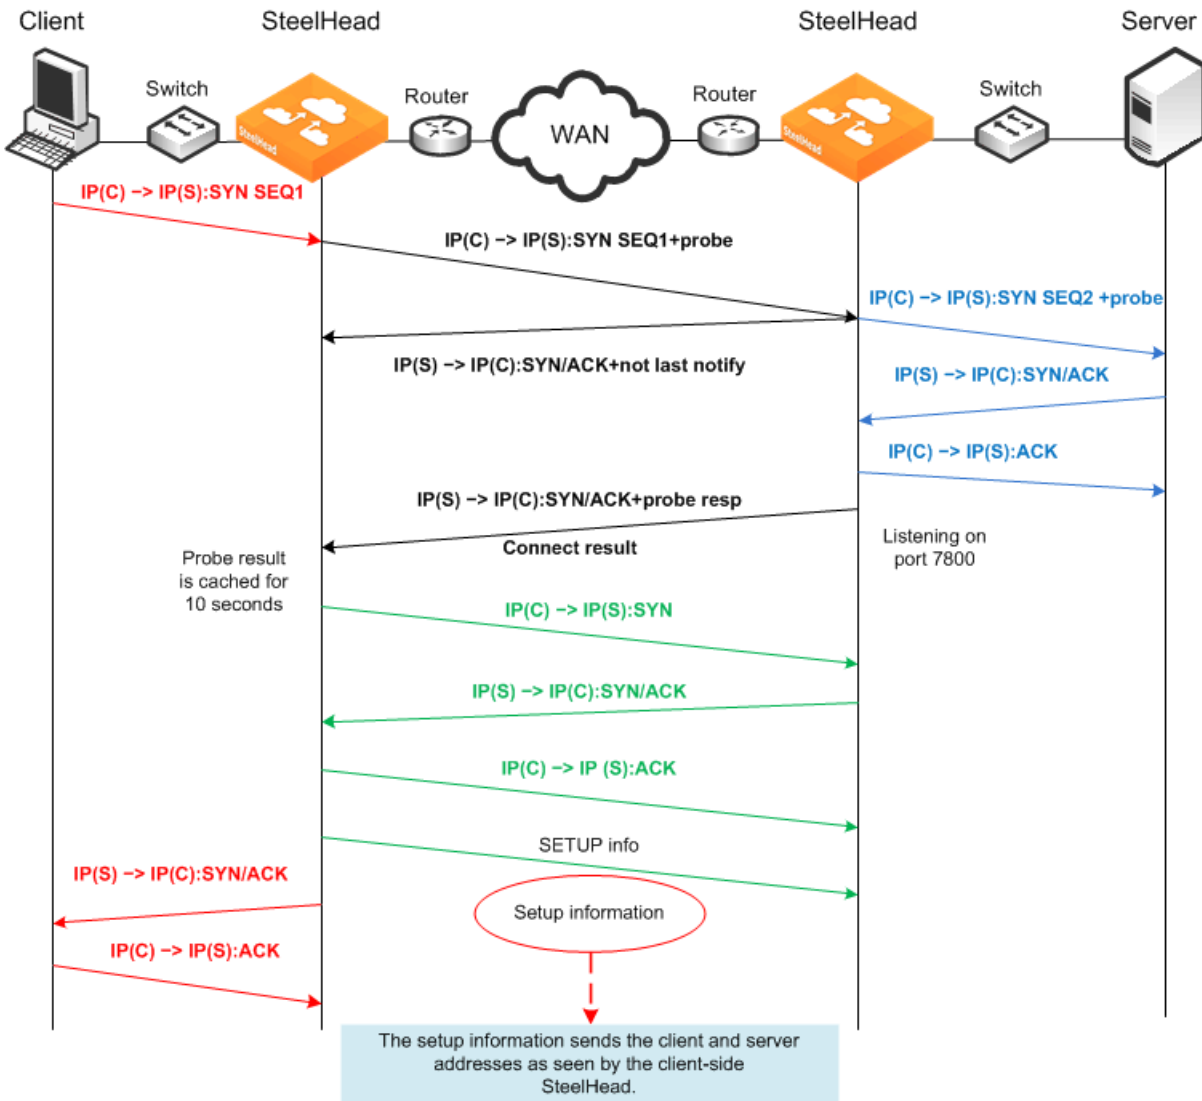 Client
SteelHead
SteelHead
Server
Switch
Router
WAN
Router
Switch
SteelHead
SteelHead
IP(C) −> IP(S):SYN SEQ1
IP(C) −> IP(S):SYN SEQ1+probe
IP(C) −> IP(S):SYN SEQ2 +probe
IP(S) −> IP(C):SYN/ACK+not last notify
IP(S) −> IP(C):SYN/ACK
IP(C) −> IP(S):ACK
IP(S) −> IP(C):SYN/ACK+probe resp
Connect result
Listening on
port 7800
Probe result
is cached for
10 seconds
IP(C) −> IP(S):SYN
IP(S) −> IP(C):SYN/ACK
IP(C) −> IP (S):ACK
SETUP info
IP(S) −> IP(C):SYN/ACK
Setup information
IP(C) −> IP(S):ACK
The setup information sends the client and server
addresses as seen by the client-side
SteelHead.